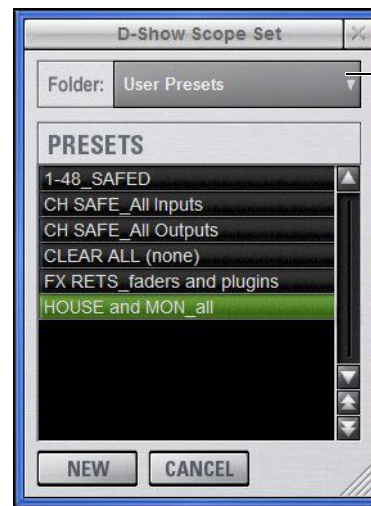 D-Show Scope Set
Folder: User Presets
PRESETS
1-48_SAFED
CH SAFE_All Inputs
CH SAFE_All Outputs
CLEAR ALL (none)
FX RETS_faders and plugins
HOUSE and MON_all
NEW CANCEL